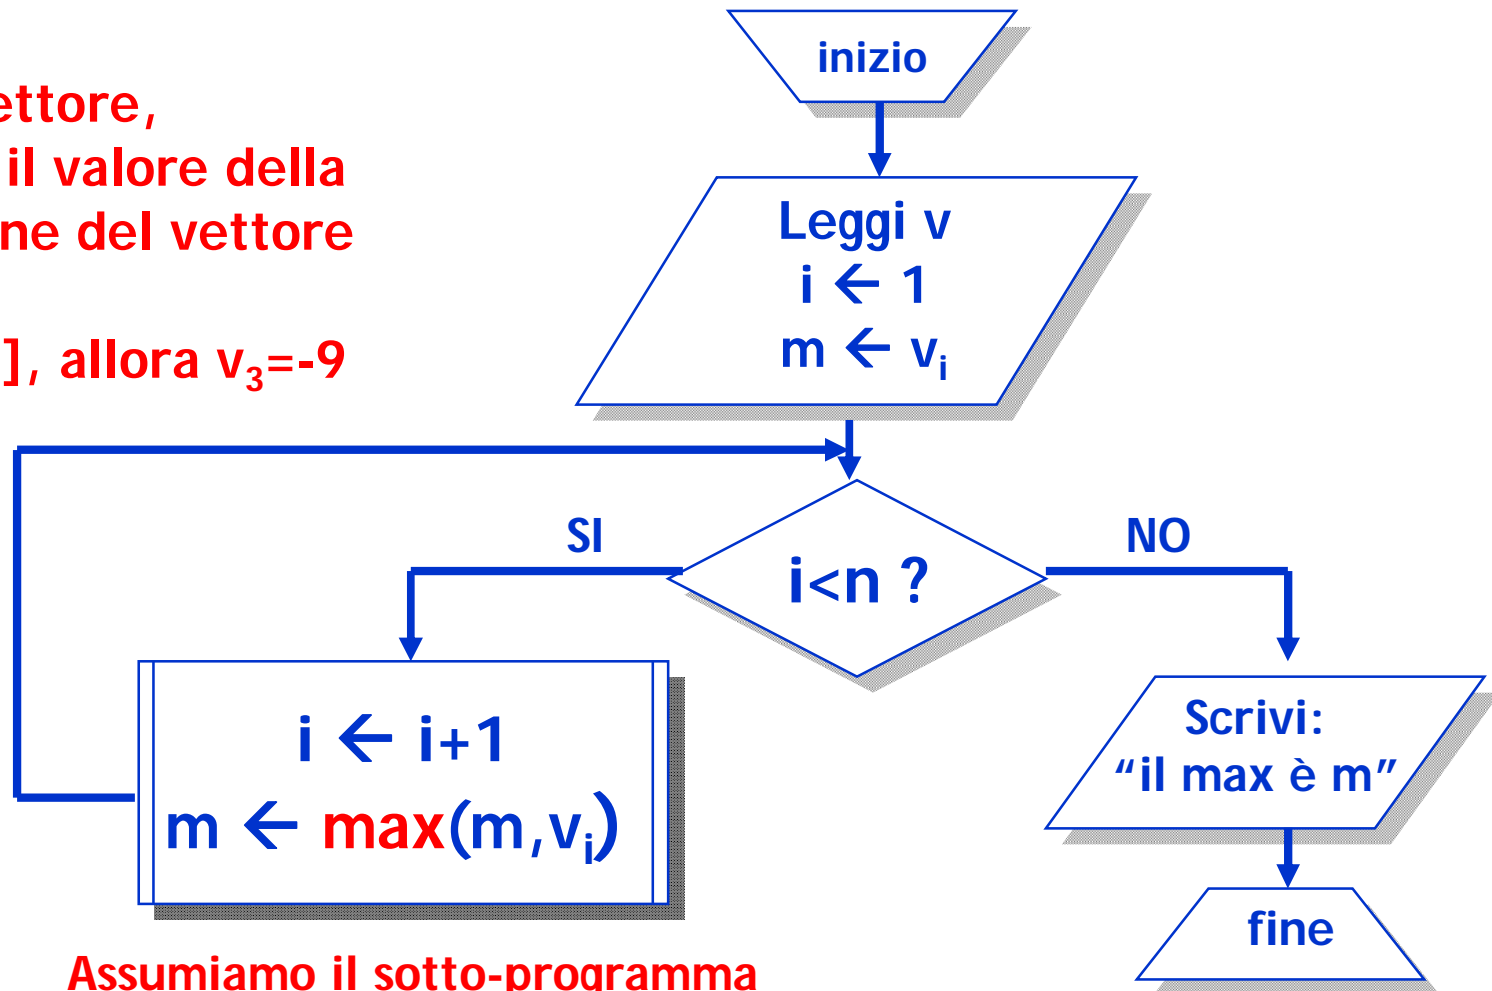 inizio
ettore,
il valore della
ne del vettore
], allora v₃=-9
Leggi v
i ← 1
m ← vᵢ
SI
NO
i<n ?
i ← i+1
m ← max(m,vᵢ)
Scrivi:
“il max è m”
fine
Assumiamo il sotto-programma